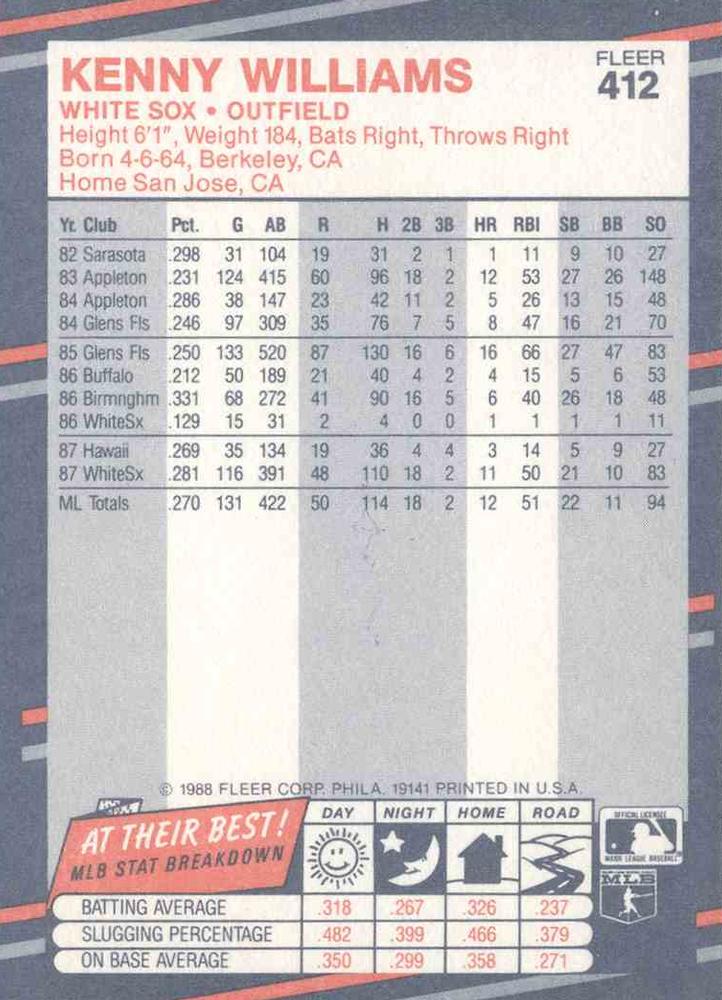 KENNY WILLIAMS
FLEER
412
WHITE SOX • OUTFIELD
Height 6'1", Weight 184, Bats Right, Throws Right
Born 4-6-64, Berkeley, CA
Home San Jose, CA
Yr. Club Pct. G AB R H 2B 3B HR RBI SB BB SO
82 Sarasota .298 31 104 19 31 2 1 1 11 9 10 27
83 Appleton .231 124 415 60 96 18 2 12 53 27 26 148
84 Appleton .286 38 147 23 42 11 2 5 26 13 15 48
84 Glens Fls .246 97 309 35 76 7 5 8 47 16 21 70
85 Glens Fls .250 133 520 87 130 16 6 16 66 27 47 83
86 Buffalo .212 50 189 21 40 4 2 4 15 5 6 53
86 Birmnghm .331 68 272 41 90 16 5 6 40 26 18 48
86 WhiteSx .129 15 31 2 4 0 0 1 1 1 1 11
87 Hawaii .269 35 134 19 36 4 4 3 14 5 9 27
87 WhiteSx .281 116 391 48 110 18 2 11 50 21 10 83
ML Totals .270 131 422 50 114 18 2 12 51 22 11 94
© 1988 FLEER CORP. PHILA. 19141 PRINTED IN U.S.A.
AT THEIR BEST!
MLB STAT BREAKDOWN
DAY NIGHT HOME ROAD
BATTING AVERAGE .318 .267 .326 .237
SLUGGING PERCENTAGE .482 .399 .466 .379
ON BASE AVERAGE .350 .299 .358 .271
OFFICIAL LICENSEE
MAJOR LEAGUE BASEBALL
MLB